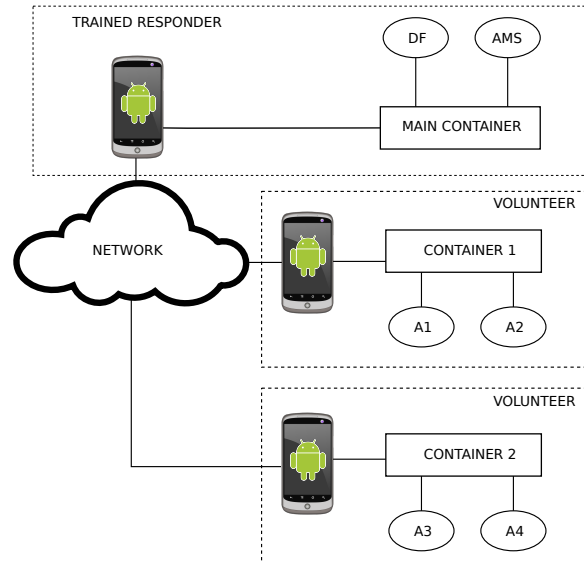 TRAINED RESPONDER
DF
AMS
MAIN CONTAINER
VOLUNTEER
NETWORK
CONTAINER 1
A1
A2
VOLUNTEER
CONTAINER 2
A3
A4